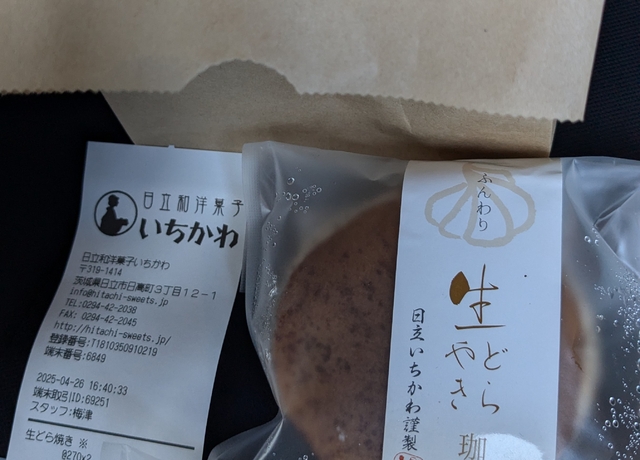 日立和洋菓子
いちかわ
日立和洋菓子いちかわ
〒319-1414
茨城県日立市日高町3丁目12-1
info@hitachi-sweets.jp
TEL:0294-42-2038
FAX: 0294-42-2045
http://hitachi-sweets.jp/
登録番号:T1810350910219
端末番号:6849
2025-04-26 16:40:33
端末取引ID:69251
スタッフ:梅津
生どら焼き ※
@270x2
ふんわり
生どらやき
珈
日立いちかわ謹製